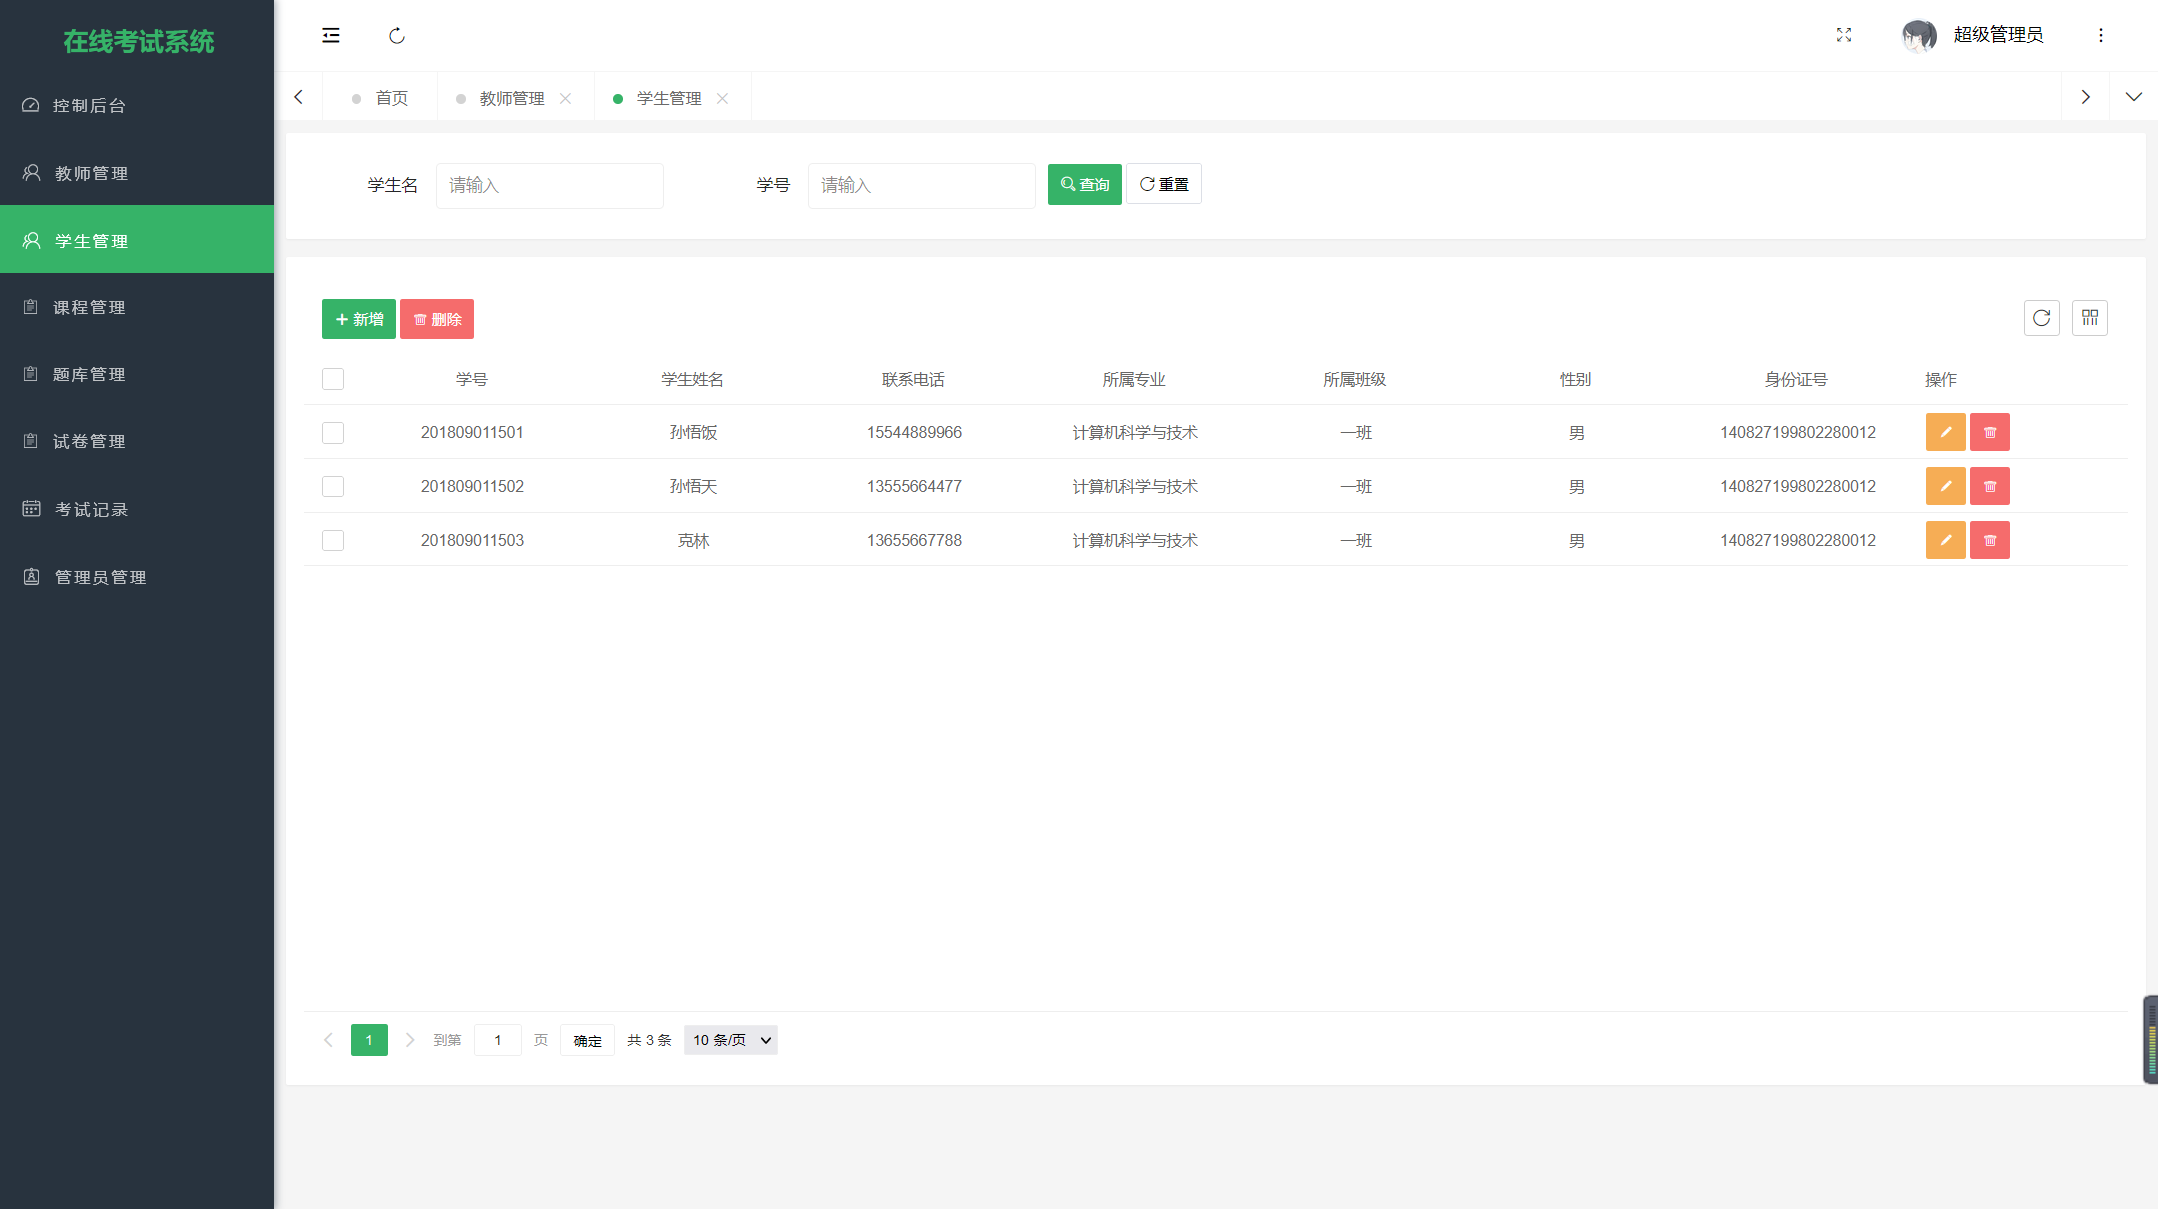 在线考试系统
控制后台
教师管理
学生管理
课程管理
题库管理
试卷管理
考试记录
管理员管理
超级管理员
首页 教师管理 学生管理
学生名 请输入 学号 请输入 查询 重置
新增 删除
学号 学生姓名 联系电话 所属专业 所属班级 性别 身份证号 操作
201809011501 孙悟饭 15544889966 计算机科学与技术 一班 男 140827199802280012
201809011502 孙悟天 13555664477 计算机科学与技术 一班 男 140827199802280012
201809011503 克林 13655667788 计算机科学与技术 一班 男 140827199802280012
1 到第 1 页 确定 共 3 条 10 条/页